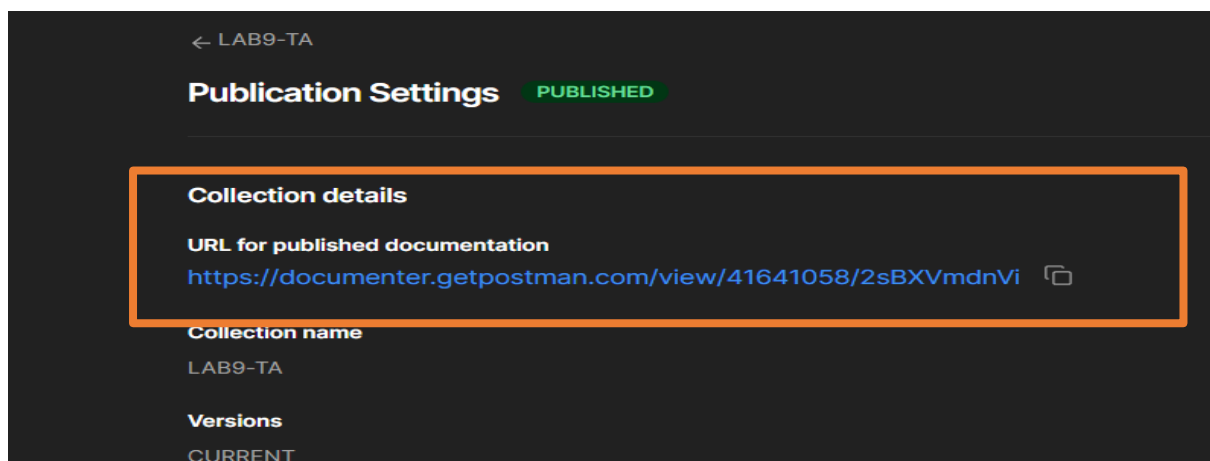 ← LAB9-TA
Publication Settings PUBLISHED
Collection details
URL for published documentation
https://documenter.getpostman.com/view/41641058/2sBXVmdnVi
Collection name
LAB9-TA
Versions
CURRENT